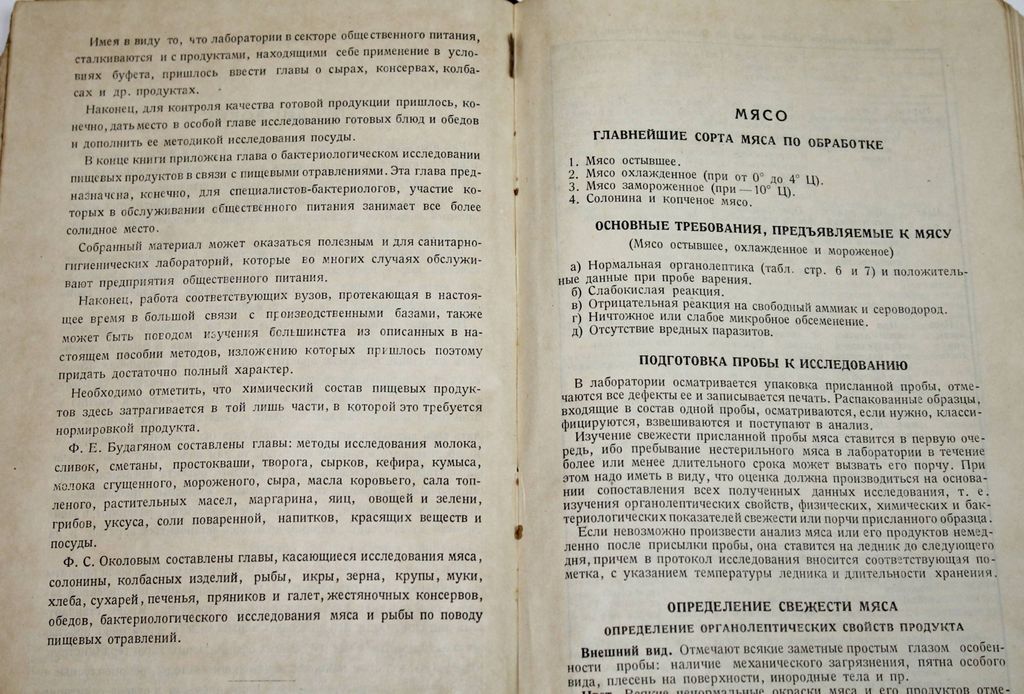 Имея в виду то, что лаборатории в секторе общественного питания,
сталкиваются и с продуктами, находящими себе применение в усло-
виях буфета, пришлось ввести главы о сырах, консервах, колба-
сах и др. продуктах.
Наконец, для контроля качества готовой продукции пришлось, ко-
нечно, дать место в особой главе исследованию готовых блюд и обедов
и дополнить ее методикой исследования посуды.
В конце книги приложена глава о бактериологическом исследовании
пищевых продуктов в связи с пищевыми отравлениями. Эта глава пред-
назначена, конечно, для специалистов-бактериологов, участие ко-
торых в обслуживании общественного питания занимает все более
солидное место.
Собранный материал может оказаться полезным и для санитарно-
гигиенических лабораторий, которые во многих случаях обслужи-
вают предприятия общественного питания.
Наконец, работа соответствующих вузов, протекающая в настоя-
щее время в большой связи с производственными базами, также
может быть поводом изучения большинства из описанных в на-
стоящем пособии методов, изложению которых пришлось поэтому
придать достаточно полный характер.
Необходимо отметить, что химический состав пищевых продук-
тов здесь затрагивается в той лишь части, в которой это требуется
нормировкой продукта.
Ф. Е. Будагяном составлены главы: методы исследования молока,
сливок, сметаны, простокваши, творога, сырков, кефира, кумыса,
молока сгущенного, мороженого, сыра, масла коровьего, сала топ-
леного, растительных масел, маргарина, яиц, овощей и зелени,
грибов, уксуса, соли поваренной, напитков, красящих веществ и
посуды.
Ф. С. Околовым составлены главы, касающиеся исследования мяса,
солонины, колбасных изделий, рыбы, икры, зерна, крупы, муки,
хлеба, сухарей, печенья, пряников и галет, жестяночных консервов,
обедов, бактериологического исследования мяса и рыбы по поводу
пищевых отравлений.
МЯСО
ГЛАВНЕЙШИЕ СОРТА МЯСА ПО ОБРАБОТКЕ
1. Мясо остывшее.
2. Мясо охлажденное (при от 0° до 4° Ц).
3. Мясо замороженное (при — 10° Ц).
4. Солонина и копченое мясо.
ОСНОВНЫЕ ТРЕБОВАНИЯ, ПРЕДЪЯВЛЯЕМЫЕ К МЯСУ
(Мясо остывшее, охлажденное и мороженое)
а) Нормальная органолептика (табл. стр. 6 и 7) и положитель-
ные данные при пробе варения.
б) Слабокислая реакция.
в) Отрицательная реакция на свободный аммиак и сероводород.
г) Ничтожное или слабое микробное обсеменение.
д) Отсутствие вредных паразитов.
ПОДГОТОВКА ПРОБЫ К ИССЛЕДОВАНИЮ
В лаборатории осматривается упаковка присланной пробы, отме-
чаются все дефекты ее и записывается печать. Распакованные образцы,
входящие в состав одной пробы, осматриваются, если нужно, класси-
фицируются, взвешиваются и поступают в анализ.
Изучение свежести присланной пробы мяса ставится в первую оче-
редь, ибо пребывание нестерильного мяса в лаборатории в течение
более или менее длительного срока может вызвать его порчу. При
этом надо иметь в виду, что оценка должна производиться на основа-
нии сопоставления всех полученных данных исследования, т. е.
изучения органолептических свойств, физических, химических и бак-
териологических показателей свежести или порчи присланного образца.
Если невозможно произвести анализ мяса или его продуктов немед-
ленно после присылки пробы, она ставится на ледник до следующего
дня, причем в протокол исследования вносится соответствующая по-
метка, с указанием температуры ледника и длительности хранения.
ОПРЕДЕЛЕНИЕ СВЕЖЕСТИ МЯСА
ОПРЕДЕЛЕНИЕ ОРГАНОЛЕПТИЧЕСКИХ СВОЙСТВ ПРОДУКТА
Внешний вид. Отмечают всякие заметные простым глазом особен-
ности пробы: наличие механического загрязнения, пятна особого
вида, плесень на поверхности, инородные тела и пр.
Цвет. Всякие ненормальные окраски мяса и его продуктов отме-